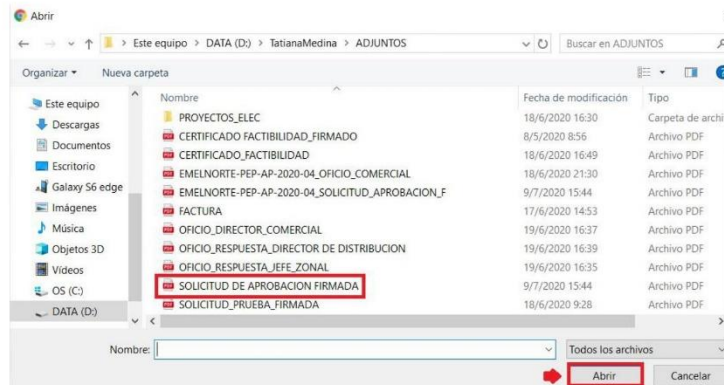 Abrir
Este equipo > DATA (D:) > TatianaMedina > ADJUNTOS
Buscar en ADJUNTOS
Organizar Nueva carpeta
Nombre Fecha de modificación Tipo
Este equipo
Descargas
Documentos
Escritorio
Galaxy S6 edge
Imágenes
Música
Objetos 3D
Vídeos
OS (C:)
DATA (D:)
PROYECTOS_ELEC 18/6/2020 16:30 Carpeta de archi
CERTIFICADO FACTIBILIDAD_FIRMADO 8/5/2020 8:56 Archivo PDF
CERTIFICADO_FACTIBILIDAD 18/6/2020 16:49 Archivo PDF
EMELNORTE-PEP-AP-2020-04_OFICIO_COMERCIAL 18/6/2020 21:30 Archivo PDF
EMELNORTE-PEP-AP-2020-04_SOLICITUD_APROBACION_F 9/7/2020 15:44 Archivo PDF
FACTURA 17/6/2020 14:53 Archivo PDF
OFICIO_DIRECTOR_COMERCIAL 19/6/2020 16:37 Archivo PDF
OFICIO_RESPUESTA_DIRECTOR DE DISTRIBUCION 19/6/2020 16:39 Archivo PDF
OFICIO_RESPUESTA_JEFE_ZONAL 19/6/2020 16:35 Archivo PDF
SOLICITUD DE APROBACION FIRMADA 9/7/2020 15:44 Archivo PDF
SOLICITUD_PRUEBA_FIRMADA 18/6/2020 9:28 Archivo PDF
Nombre:
Todos los archivos
Abrir Cancelar